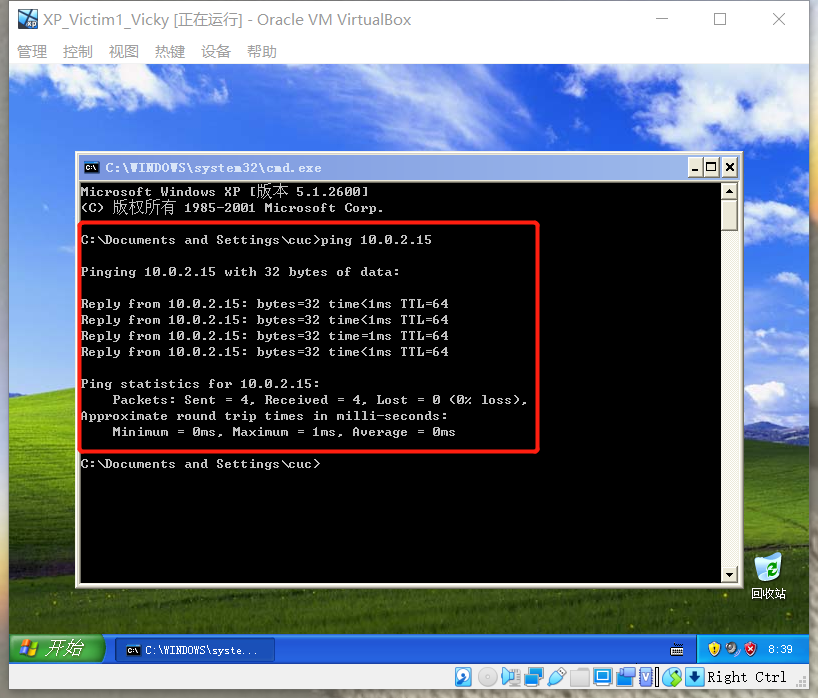 XP_Victim1_Vicky [正在运行] - Oracle VM VirtualBox
管理 控制 视图 热键 设备 帮助
C:\WINDOWS\system32\cmd.exe
Microsoft Windows XP [版本 5.1.2600]
(C) 版权所有 1985-2001 Microsoft Corp.
C:\Documents and Settings\cuc>ping 10.0.2.15
Pinging 10.0.2.15 with 32 bytes of data:
Reply from 10.0.2.15: bytes=32 time<1ms TTL=64
Reply from 10.0.2.15: bytes=32 time<1ms TTL=64
Reply from 10.0.2.15: bytes=32 time=1ms TTL=64
Reply from 10.0.2.15: bytes=32 time<1ms TTL=64
Ping statistics for 10.0.2.15:
Packets: Sent = 4, Received = 4, Lost = 0 (0% loss),
Approximate round trip times in milli-seconds:
Minimum = 0ms, Maximum = 1ms, Average = 0ms
C:\Documents and Settings\cuc>
回收站
开始 C:\WINDOWS\syste... 8:39
Right Ctrl